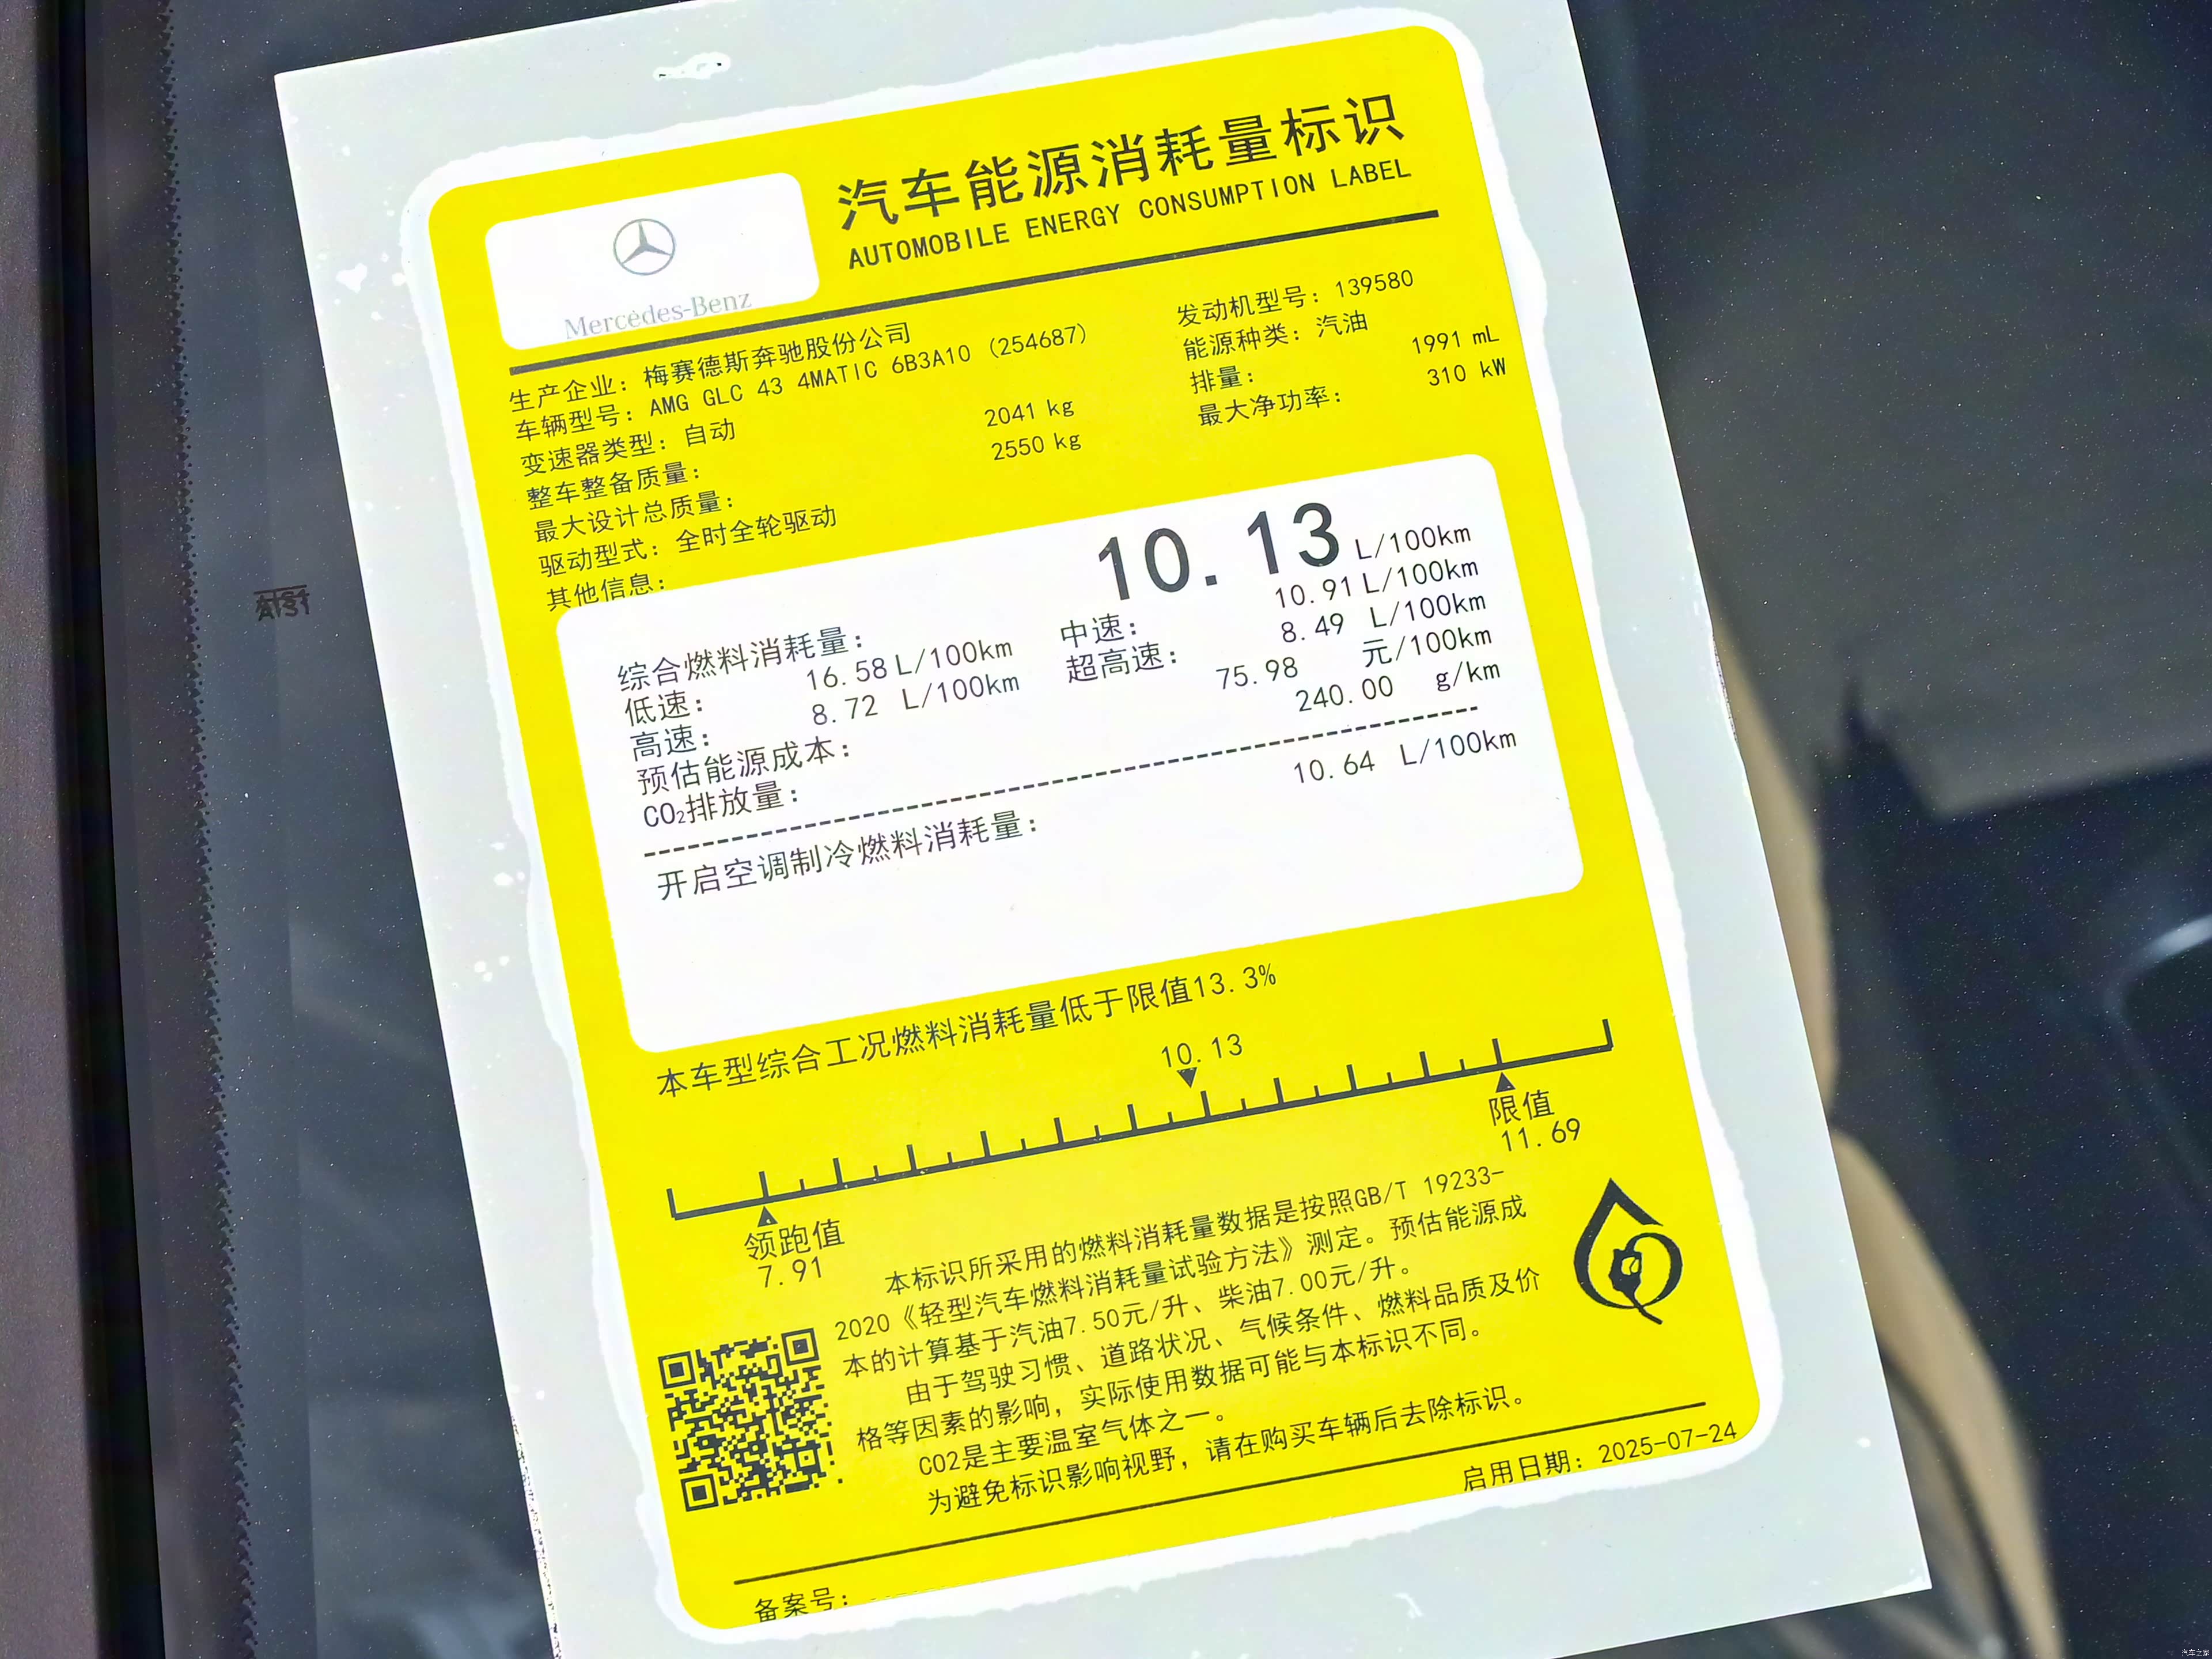 汽车能源消耗量标识
AUTOMOBILE ENERGY CONSUMPTION LABEL
Mercedes-Benz
生产企业：梅赛德斯奔驰股份公司
车辆型号：AMG GLC 43 4MATIC 6B3A10 (254687)
变速器类型：自动
整车整备质量： 2041 kg
最大设计总质量： 2550 kg
驱动型式：全时全轮驱动
其他信息：
发动机型号：139580
能源种类：汽油
排量： 1991 mL
最大净功率： 310 kW
综合燃料消耗量： 10.13 L/100km
低速： 16.58 L/100km 中速： 10.91 L/100km
高速： 8.72 L/100km 超高速： 8.49 L/100km
预估能源成本： 75.98 元/100km
CO₂排放量： 240.00 g/km
开启空调制冷燃料消耗量： 10.64 L/100km
本车型综合工况燃料消耗量低于限值13.3%
10.13
领跑值
7.91
限值
11.69
本标识所采用的燃料消耗量数据是按照GB/T 19233-
2020《轻型汽车燃料消耗量试验方法》测定。预估能源成
本的计算基于汽油7.50元/升、柴油7.00元/升。
由于驾驶习惯、道路状况、气候条件、燃料品质及价
格等因素的影响，实际使用数据可能与本标识不同。
CO2是主要温室气体之一。
为避免标识影响视野，请在购买车辆后去除标识。
备案号：
启用日期：2025-07-24
汽车之家